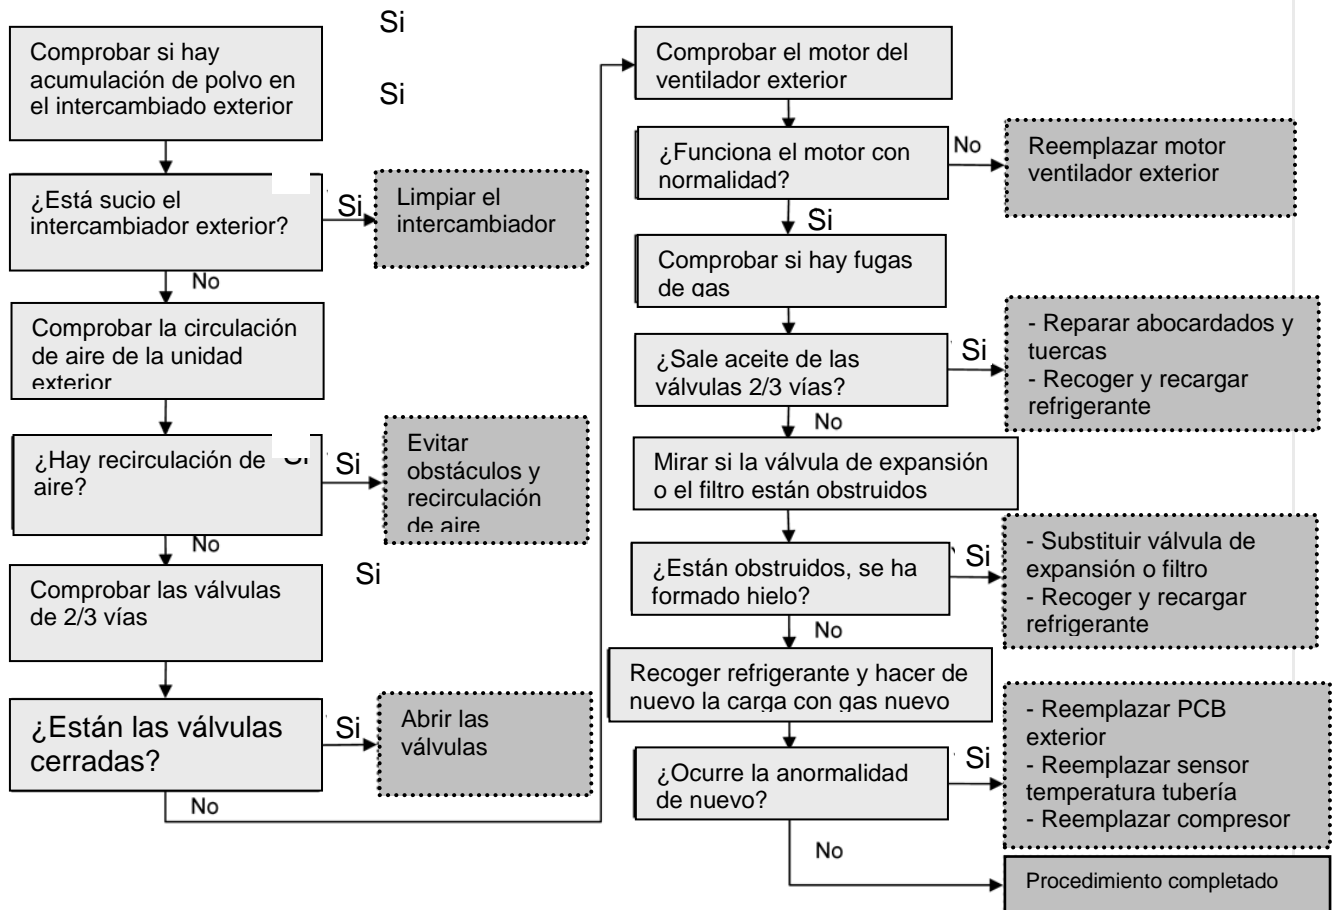 Si
Comprobar si hay
acumulación de polvo en
el intercambiado exterior
Si
¿Está sucio el
intercambiador exterior?
Si
Limpiar el
intercambiador
No
Comprobar la circulación
de aire de la unidad
exterior
¿Hay recirculación de
aire?
Si
Si
Evitar
obstáculos y
recirculación
de aire
No
Comprobar las válvulas
de 2/3 vías
Si
¿Están las válvulas
cerradas?
Si
Abrir las
válvulas
No
Comprobar el motor del
ventilador exterior
¿Funciona el motor con
normalidad?
No
Reemplazar motor
ventilador exterior
Si
Comprobar si hay fugas
de gas
¿Sale aceite de las
válvulas 2/3 vías?
Si
- Reparar abocardados y
tuercas
- Recoger y recargar
refrigerante
No
Mirar si la válvula de expansión
o el filtro están obstruidos
¿Están obstruidos, se ha
formado hielo?
Si
- Substituir válvula de
expansión o filtro
- Recoger y recargar
refrigerante
No
Recoger refrigerante y hacer de
nuevo la carga con gas nuevo
¿Ocurre la anormalidad
de nuevo?
Si
- Reemplazar PCB
exterior
- Reemplazar sensor
temperatura tubería
- Reemplazar compresor
No
Procedimiento completado